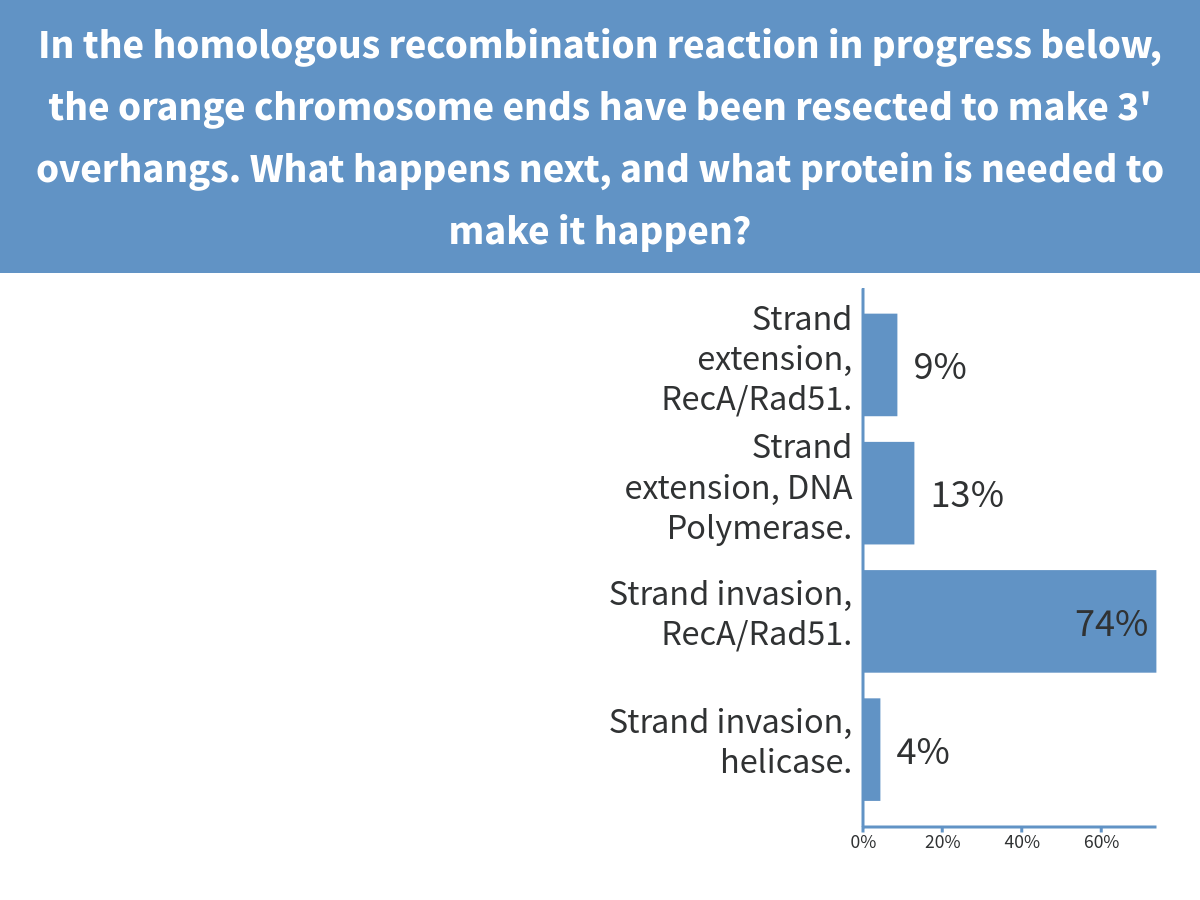 In the homologous recombination reaction in progress below,
the orange chromosome ends have been resected to make 3'
overhangs. What happens next, and what protein is needed to
make it happen?
Strand
extension,
RecA/Rad51.
9%
Strand
extension, DNA
Polymerase.
13%
Strand invasion,
RecA/Rad51.
74%
Strand invasion,
helicase.
4%
0% 20% 40% 60%